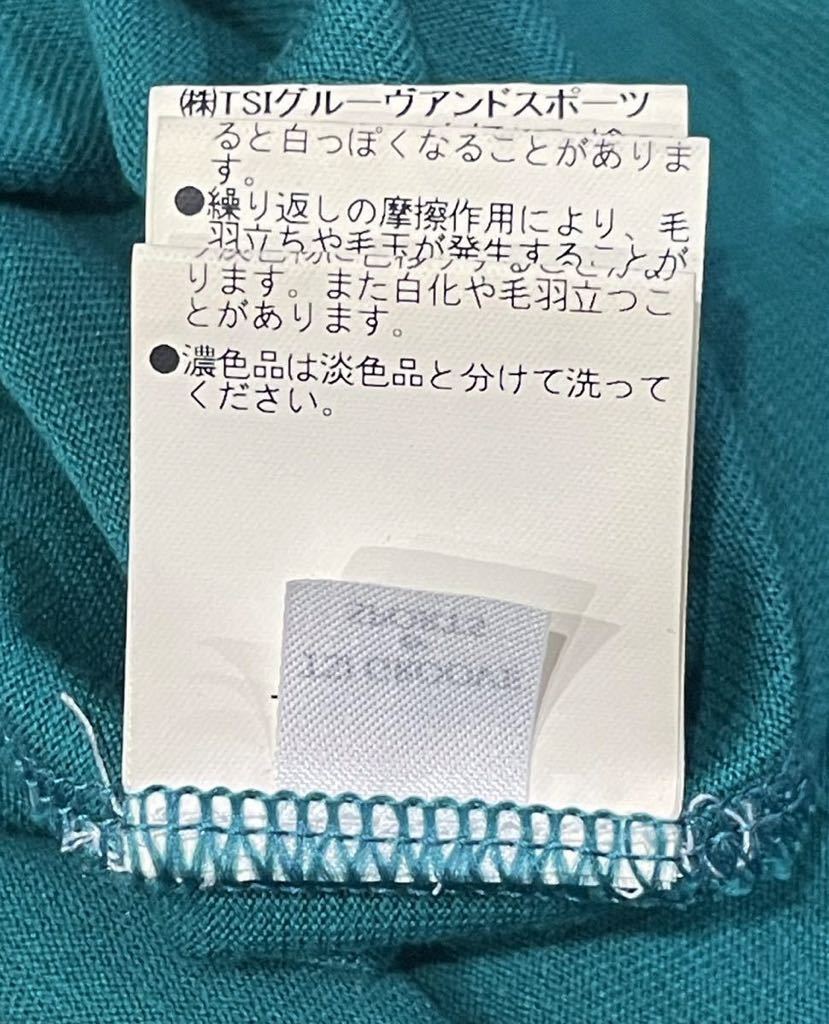 ㈱TSIグルーヴアンドスポーツ
ると白っぽくなることがありま
す。
●繰り返しの摩擦作用により、毛
羽立ちや毛玉が発生することが
ります。また白化や毛羽立つこ
とがあります。
●濃色品は淡色品と分けて洗って
ください。